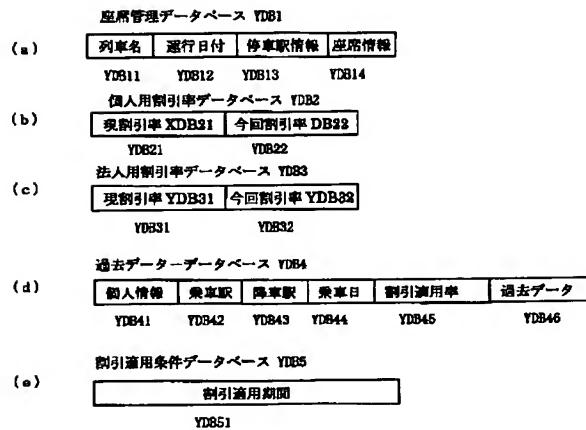 座席管理データベース YDB1
(a)
列車名 運行日付 停車駅情報 座席情報
YDB11 YDB12 YDB13 YDB14
個人用割引率データベース YDB2
(b)
現割引率 XDB21 今回割引率 DB22
YDB21 YDB22
法人用割引率データベース YDB3
(c)
現割引率 YDB31 今回割引率 YDB32
YDB31 YDB32
過去データーデータベース YDB4
(d)
個人情報 乗車駅 降車駅 乗車日 割引適用率 過去データ
YDB41 YDB42 YDB43 YDB44 YDB45 YDB46
割引適用条件データベース YDB5
(e)
割引適用期間
YDB51